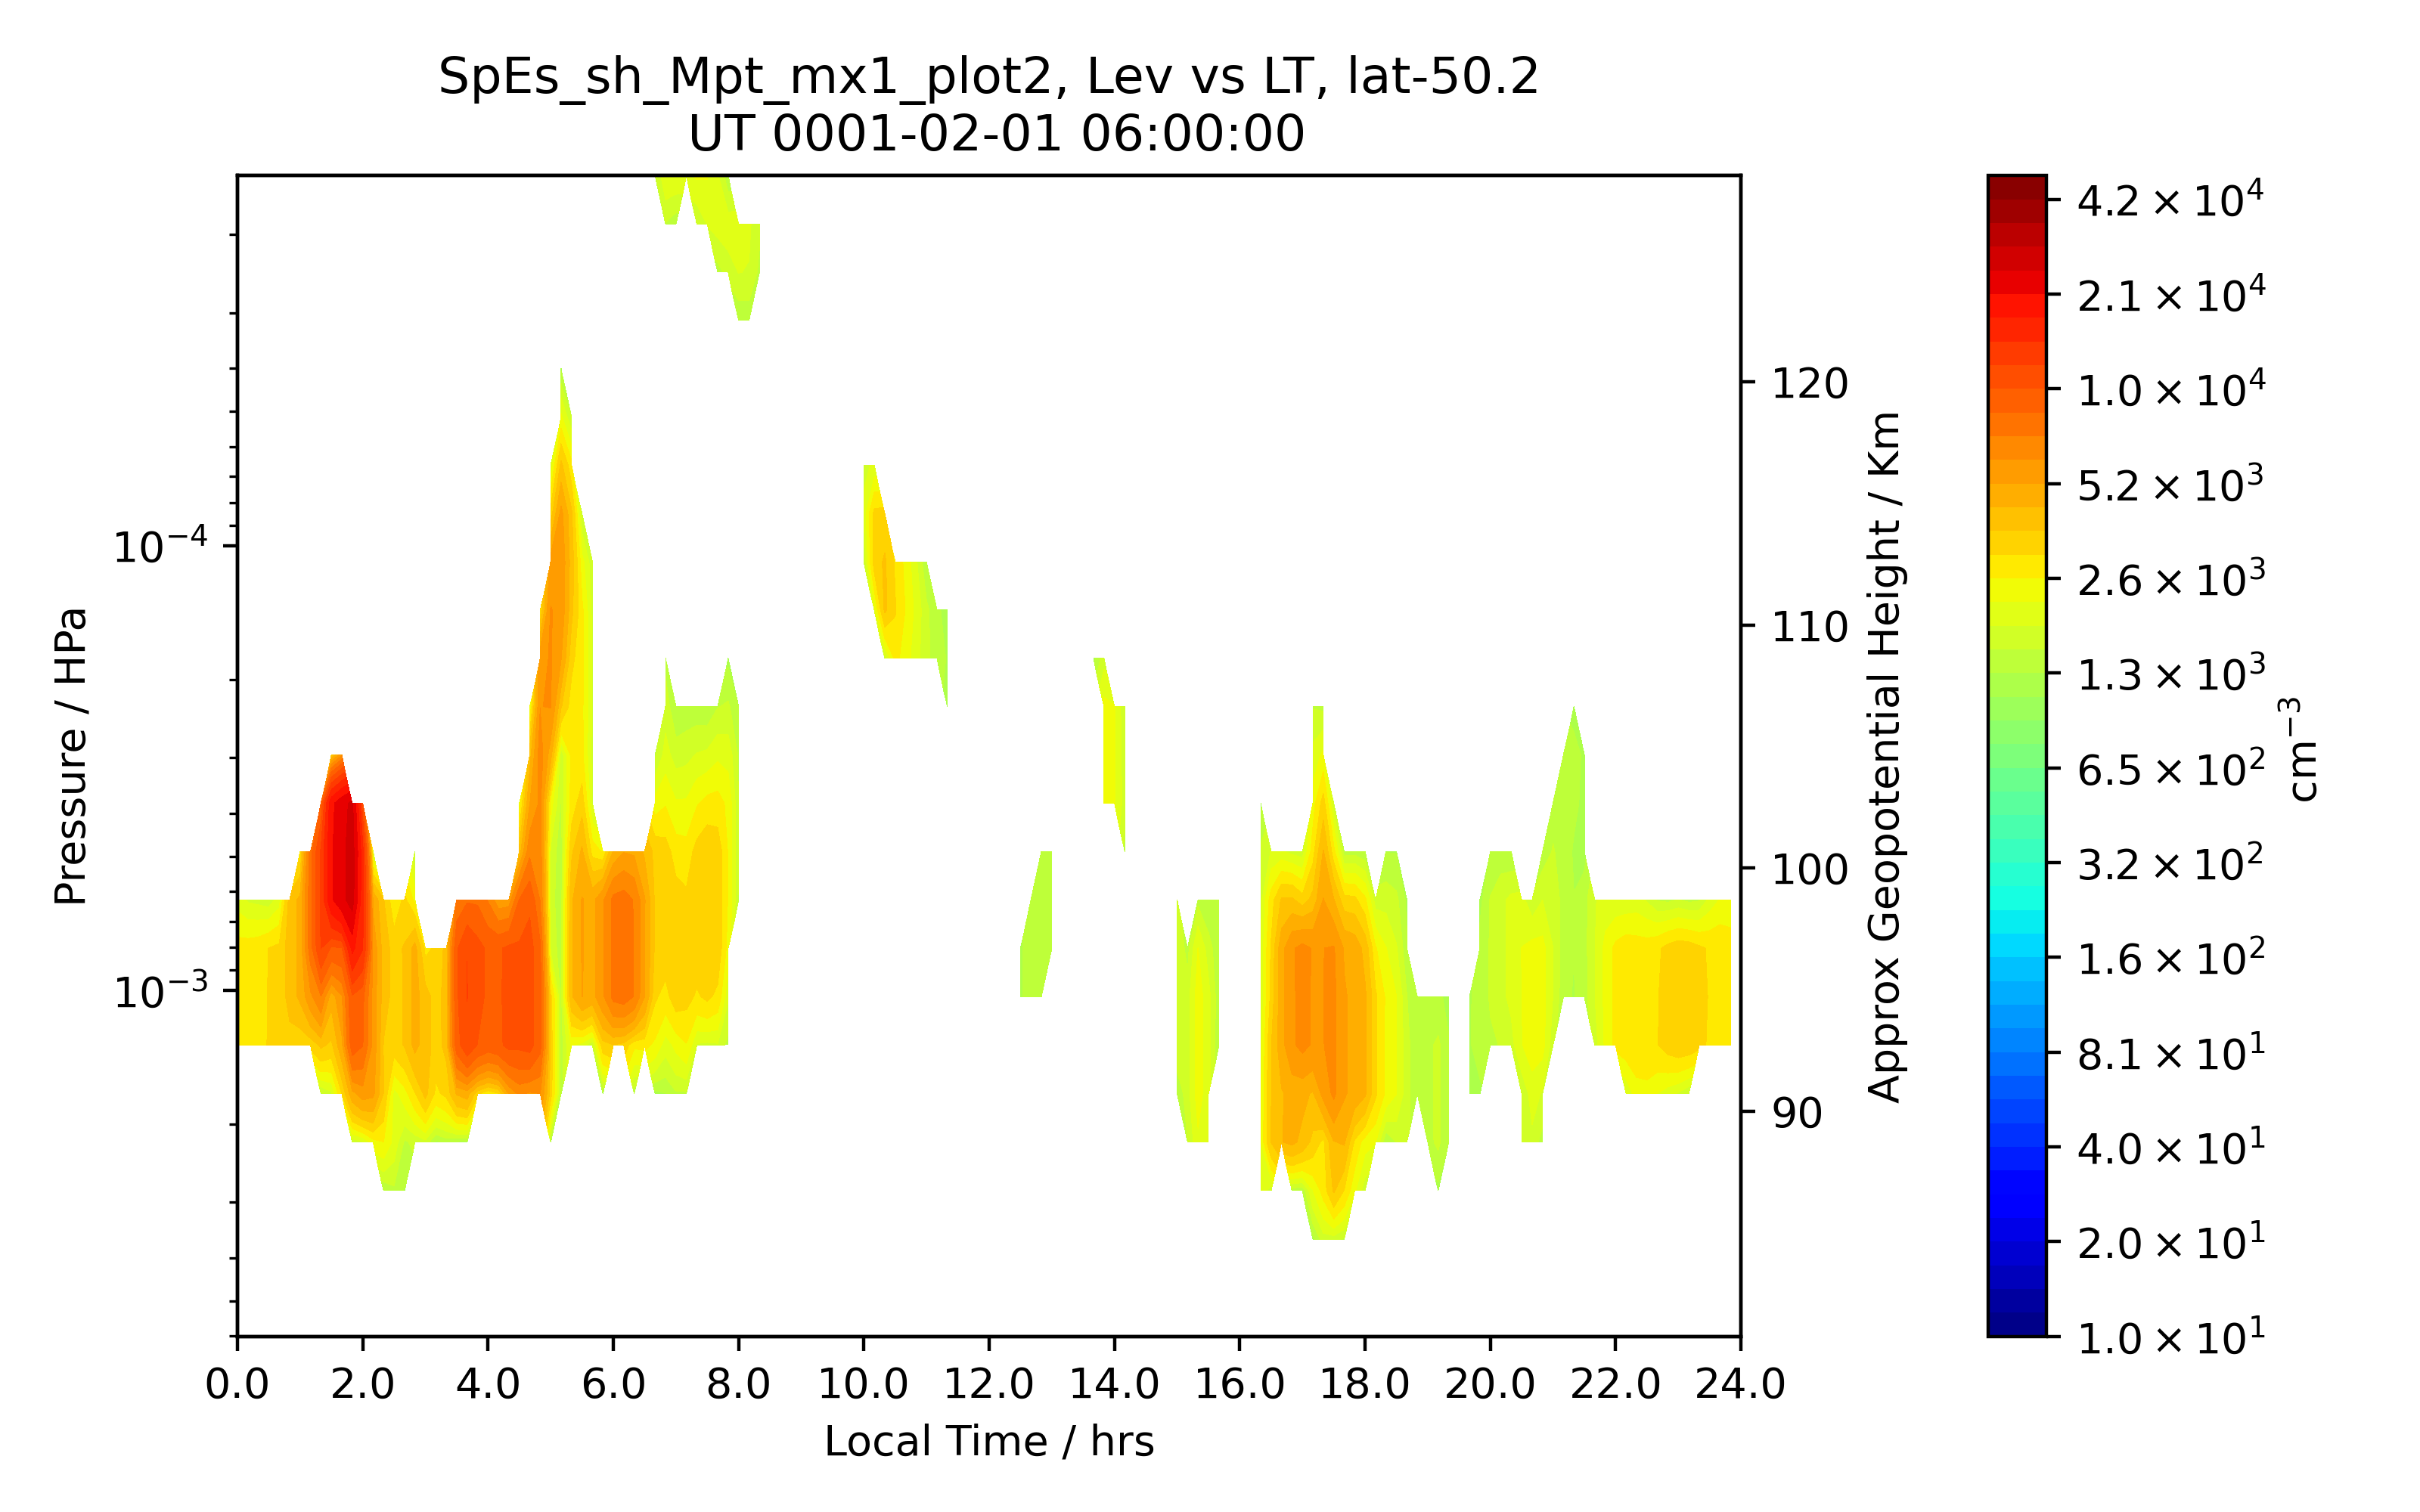 SpEs_sh_Mpt_mx1_plot2, Lev vs LT, lat-50.2
UT 0001-02-01 06:00:00
Pressure / HPa
10⁻⁴
10⁻³
0.0 2.0 4.0 6.0 8.0 10.0 12.0 14.0 16.0 18.0 20.0 22.0 24.0
Local Time / hrs
120
110
100
90
Approx Geopotential Height / Km
4.2 × 10⁴
2.1 × 10⁴
1.0 × 10⁴
5.2 × 10³
2.6 × 10³
1.3 × 10³
6.5 × 10²
3.2 × 10²
1.6 × 10²
8.1 × 10¹
4.0 × 10¹
2.0 × 10¹
1.0 × 10¹
cm⁻³